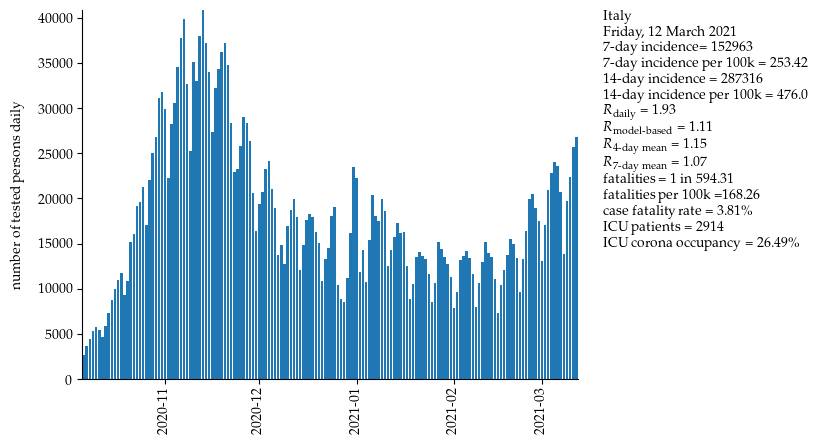 number of tested persons daily
40000
35000
30000
25000
20000
15000
10000
5000
0
2020-11
2020-12
2021-01
2021-02
2021-03
Italy
Friday, 12 March 2021
7-day incidence= 152963
7-day incidence per 100k = 253.42
14-day incidence = 287316
14-day incidence per 100k = 476.0
R daily = 1.93
R model-based = 1.11
R 4-day mean = 1.15
R 7-day mean = 1.07
fatalities = 1 in 594.31
fatalities per 100k =168.26
case fatality rate = 3.81%
ICU patients = 2914
ICU corona occupancy = 26.49%